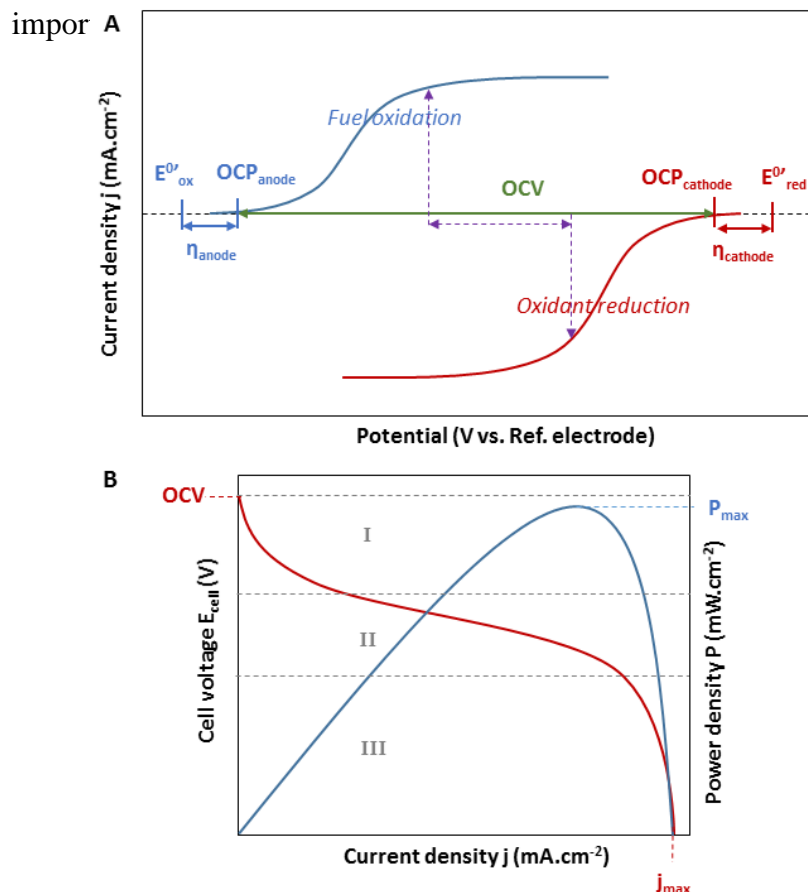 impor
A
Fuel oxidation
E⁰’ox
OCPanode
OCV
OCPcathode
E⁰’red
ηanode
ηcathode
Oxidant reduction
Current density j (mA.cm⁻²)
Potential (V vs. Ref. electrode)
B
OCV
Pmax
I
II
III
Cell voltage Ecell (V)
Power density P (mW.cm⁻²)
Current density j (mA.cm⁻²)
jmax